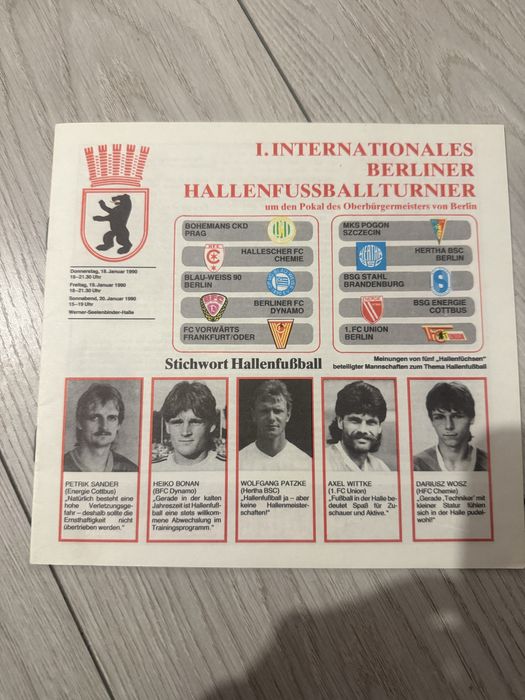 I. INTERNATIONALES
BERLINER
HALLENFUSSBALLTURNIER
um den Pokal des Oberbürgermeisters von Berlin
Donnerstag, 18. Januar 1990
18–21.30 Uhr
Freitag, 19. Januar 1990
18–21.30 Uhr
Sonnabend, 20. Januar 1990
15–19 Uhr
Werner-Seelenbinder-Halle
BOHEMIANS CKD
PRAG
HALLESCHER FC
CHEMIE
BLAU-WEISS 90
BERLIN
BERLINER FC
DYNAMO
FC VORWÄRTS
FRANKFURT/ODER
MKS POGON
SZCZECIN
HERTHA BSC
BERLIN
BSG STAHL
BRANDENBURG
BSG ENERGIE
COTTBUS
1. FC UNION
BERLIN
Stichwort Hallenfußball
Meinungen von fünf „Hallenfüchsen"
beteiligter Mannschaften zum Thema Hallenfußball
PETRIK SANDER
(Energie Cottbus)
„Natürlich besteht eine
hohe Verletzungsge-
fahr – deshalb sollte die
Ernsthaftigkeit nicht
übertrieben werden."
HEIKO BONAN
(BFC Dynamo)
„Gerade in der kalten
Jahreszeit ist Hallenfuß-
ball eine stets willkom-
mene Abwechslung im
Trainingsprogramm."
WOLFGANG PATZKE
(Hertha BSC)
„Hallenfußball ja – aber
keine Hallenmeister-
schaften!"
AXEL WITTKE
(1. FC Union)
„Fußball in der Halle be-
deutet Spaß für Zu-
schauer und Aktive."
DARIUSZ WOSZ
(HFC Chemie)
„Gerade ‚Techniker' mit
kleiner Statur fühlen
sich in der Halle pudel-
wohl!"